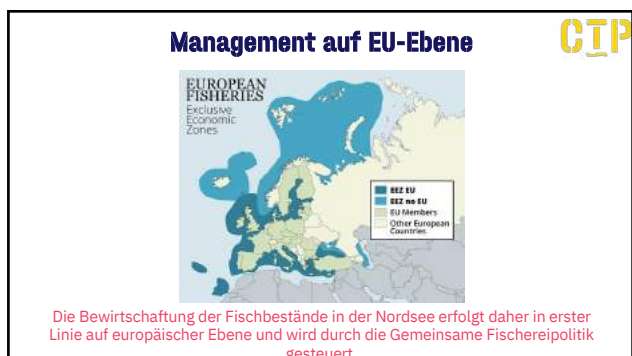 Management auf EU-Ebene
CTP
EUROPEAN
FISHERIES
Exclusive
Economic
Zones
EEZ EU
EEZ no EU
EU Members
Other European
Countries
Die Bewirtschaftung der Fischbestände in der Nordsee erfolgt daher in erster
Linie auf europäischer Ebene und wird durch die Gemeinsame Fischereipolitik
gesteuert